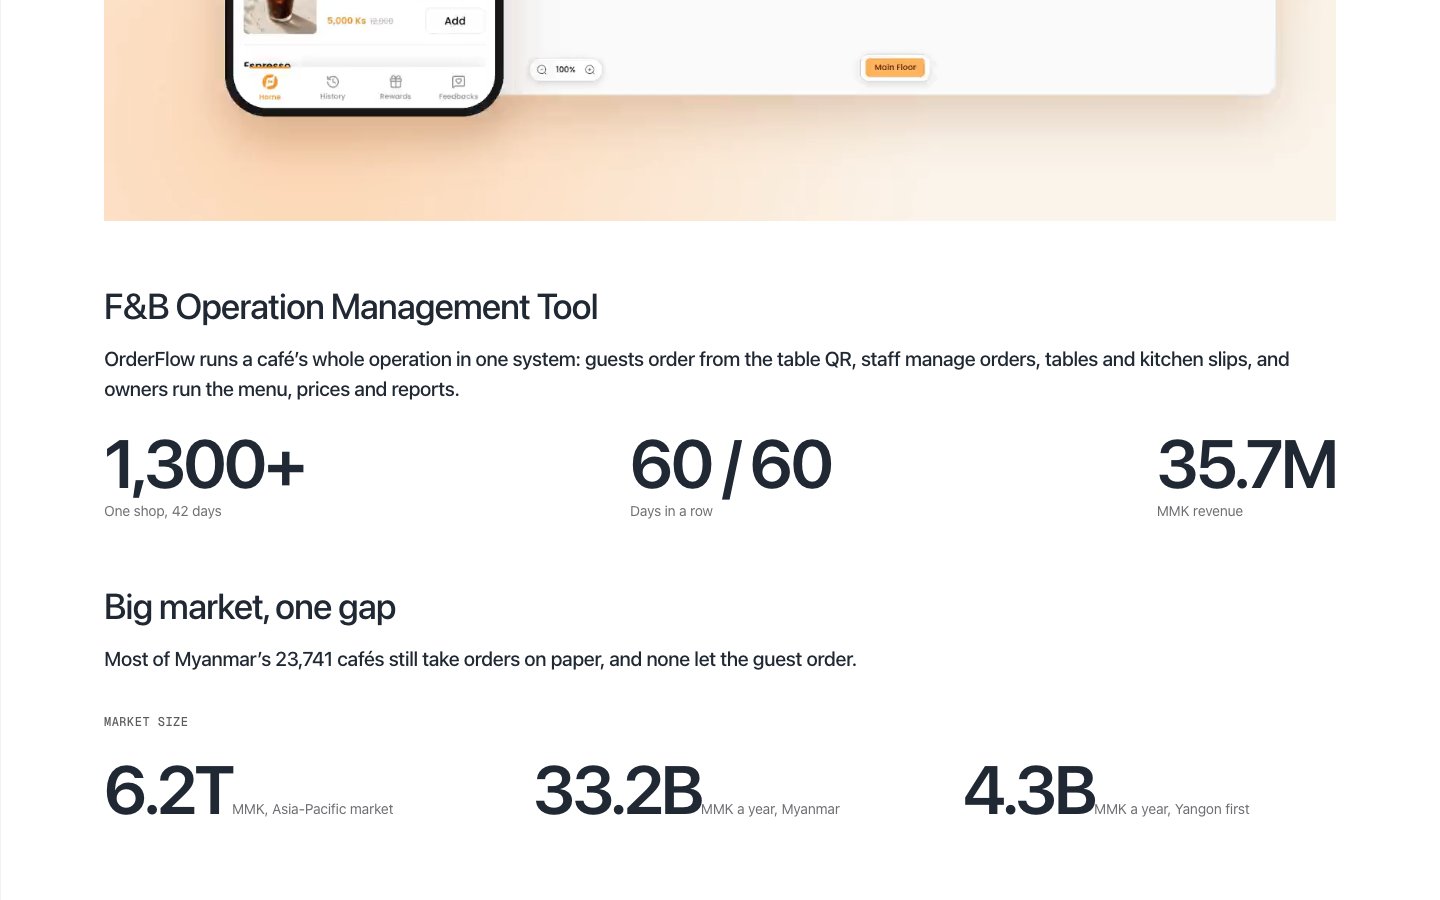 5,000 Ks 12,000
Add
Espresso
Home
History
Rewards
Feedbacks
100%
Main Floor
F&B Operation Management Tool
OrderFlow runs a café’s whole operation in one system: guests order from the table QR, staff manage orders, tables and kitchen slips, and
owners run the menu, prices and reports.
1,300+
One shop, 42 days
60 / 60
Days in a row
35.7M
MMK revenue
Big market, one gap
Most of Myanmar’s 23,741 cafés still take orders on paper, and none let the guest order.
MARKET SIZE
6.2T MMK, Asia-Pacific market
33.2B MMK a year, Myanmar
4.3B MMK a year, Yangon first